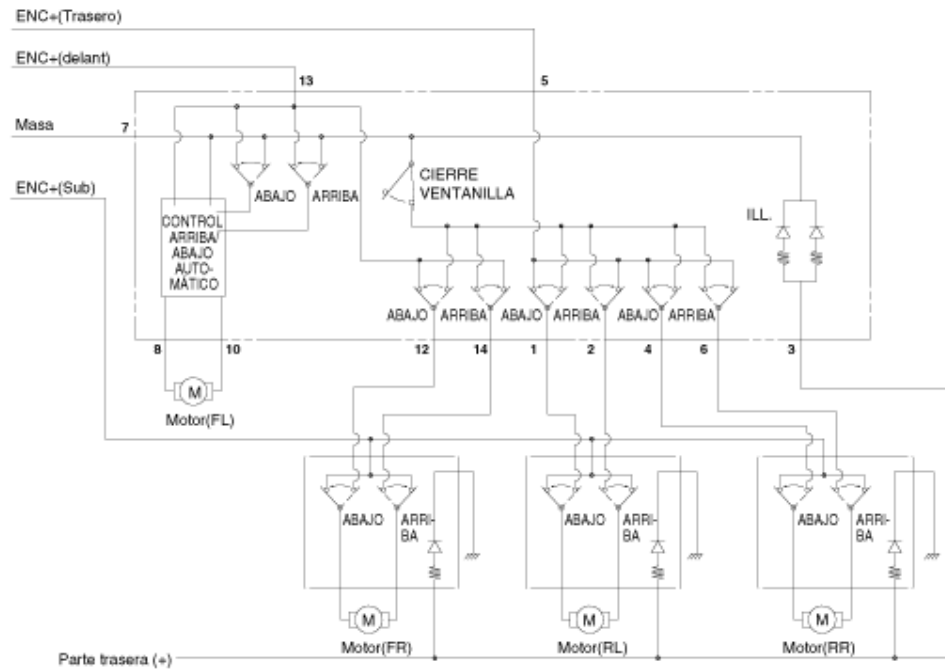 ENC+(Trasero)
ENC+(delant)
13
5
Masa
7
ENC+(Sub)
CIERRE
VENTANILLA
ABAJO
ARRIBA
ILL.
CONTROL
ARRIBA/
ABAJO
AUTO-
MÁTICO
ABAJO
ARRIBA
ABAJO
ARRIBA
ABAJO
ARRIBA
8
10
12
14
1
2
4
6
3
M
Motor(FL)
ABAJO
ARRI-
BA
ABAJO
ARRI-
BA
ABAJO
ARRI-
BA
M
M
M
Motor(FR)
Motor(RL)
Motor(RR)
Parte trasera (+)